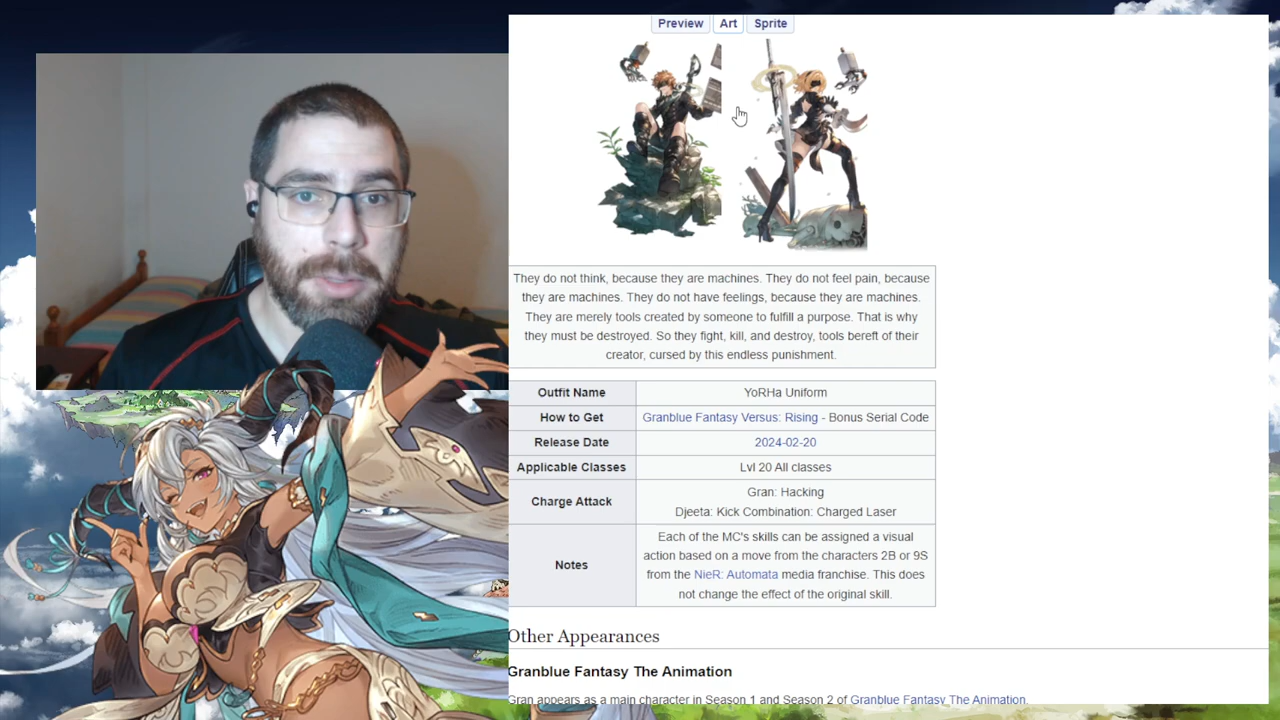 Preview Art Sprite
They do not think, because they are machines. They do not feel pain, because
they are machines. They do not have feelings, because they are machines.
They are merely tools created by someone to fulfill a purpose. That is why
they must be destroyed. So they fight, kill, and destroy, tools bereft of their
creator, cursed by this endless punishment.
Outfit Name YoRHa Uniform
How to Get Granblue Fantasy Versus: Rising - Bonus Serial Code
Release Date 2024-02-20
Applicable Classes Lvl 20 All classes
Charge Attack Gran: Hacking
Djeeta: Kick Combination: Charged Laser
Notes Each of the MC's skills can be assigned a visual
action based on a move from the characters 2B or 9S
from the NieR: Automata media franchise. This does
not change the effect of the original skill.
Other Appearances
Granblue Fantasy The Animation
Gran appears as a main character in Season 1 and Season 2 of Granblue Fantasy The Animation.